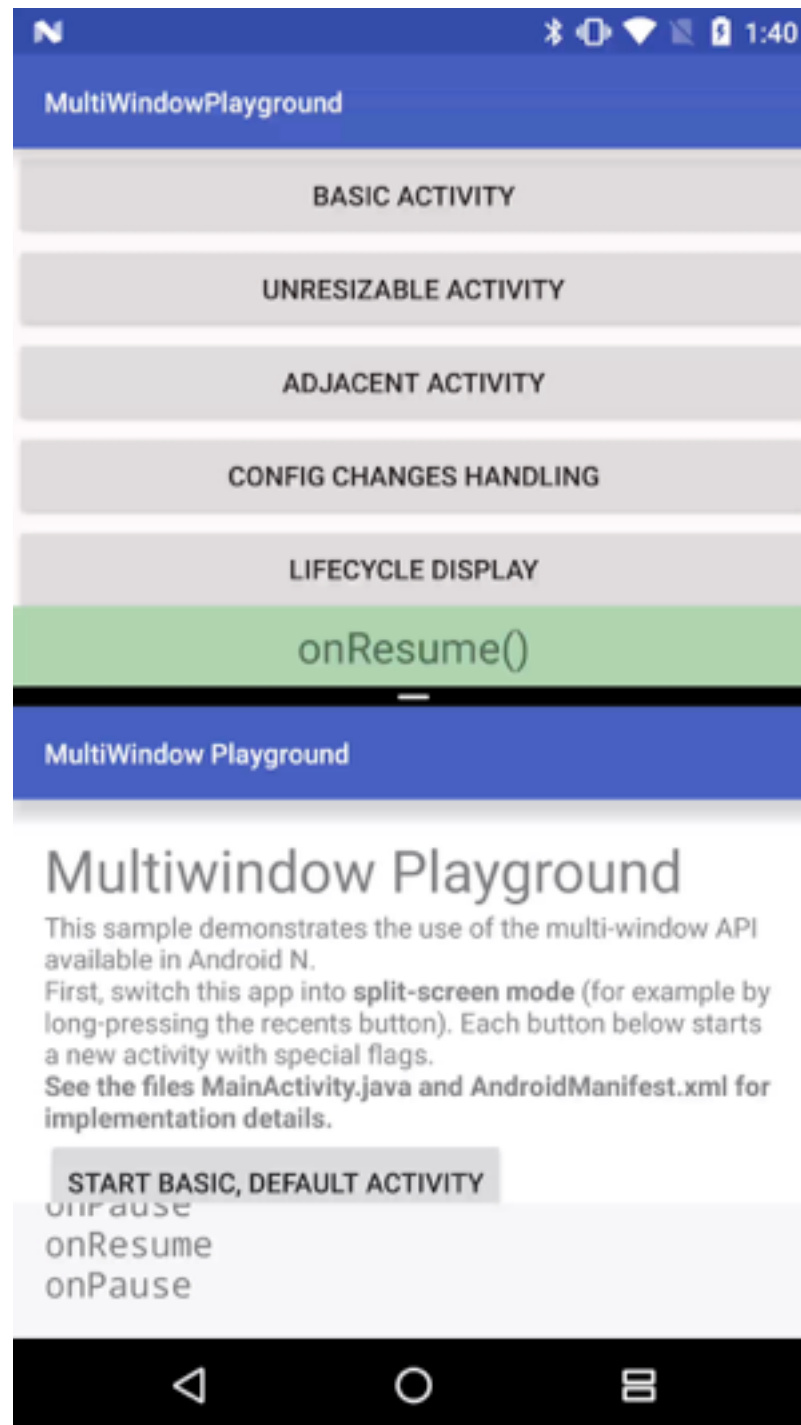 1:40
MultiWindowPlayground
BASIC ACTIVITY
UNRESIZABLE ACTIVITY
ADJACENT ACTIVITY
CONFIG CHANGES HANDLING
LIFECYCLE DISPLAY
onResume()
MultiWindow Playground
Multiwindow Playground
This sample demonstrates the use of the multi-window API
available in Android N.
First, switch this app into split-screen mode (for example by
long-pressing the recents button). Each button below starts
a new activity with special flags.
See the files MainActivity.java and AndroidManifest.xml for
implementation details.
START BASIC, DEFAULT ACTIVITY
onPause
onResume
onPause